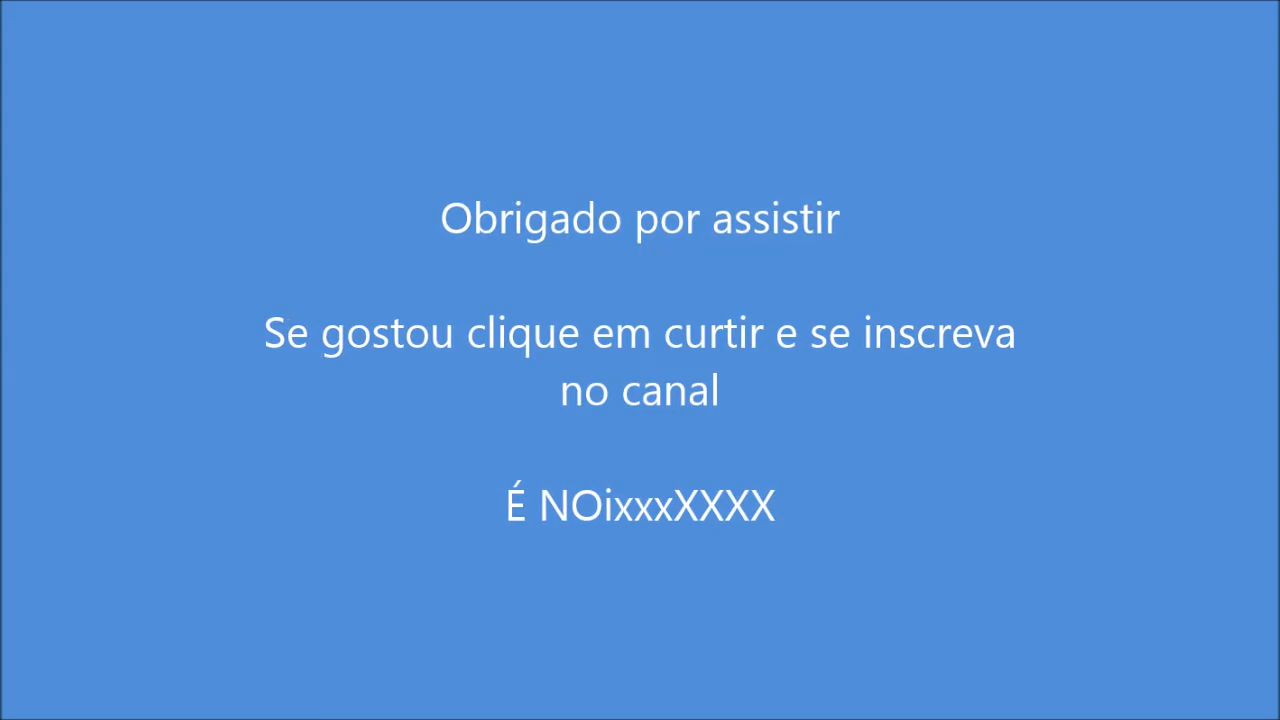 Obrigado por assistir
Se gostou clique em curtir e se inscreva
no canal
É NOixxxXXXX